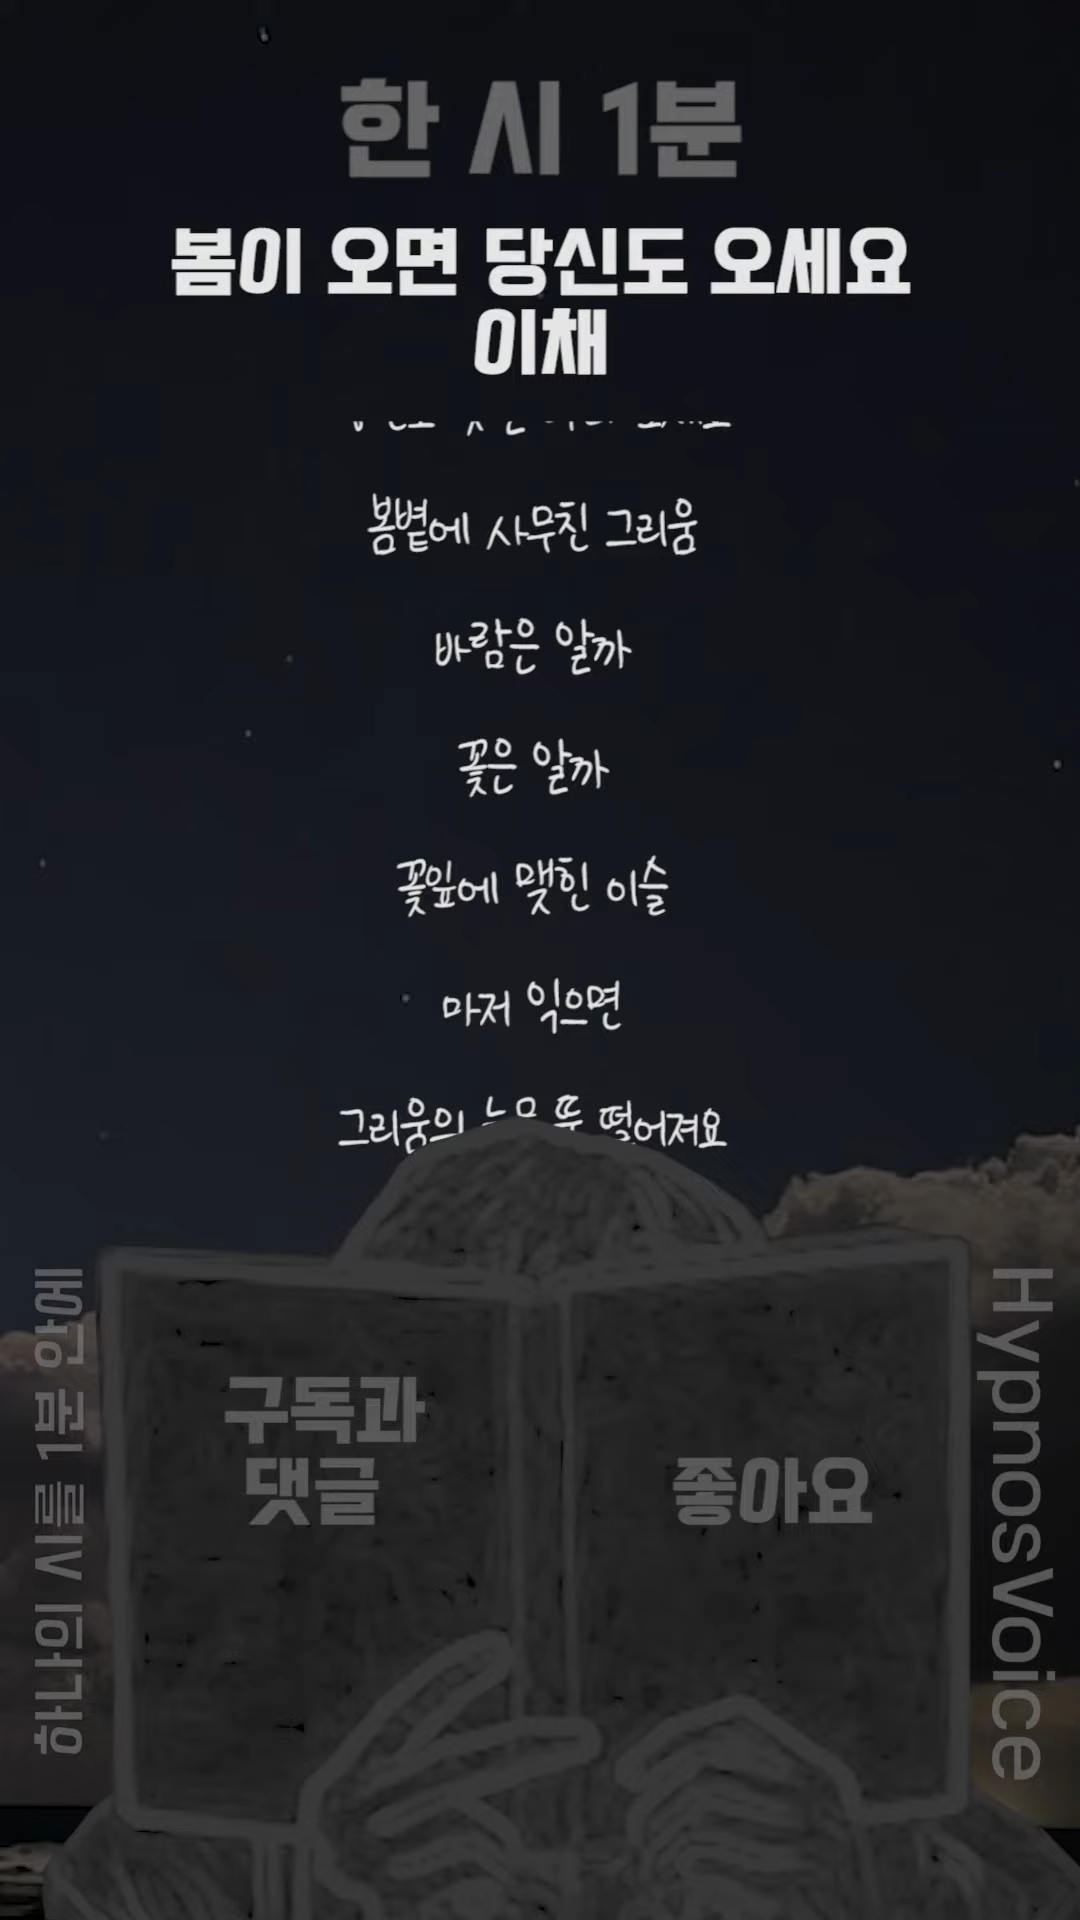 한 시 1분
봄이 오면 당신도 오세요
이채
봄볕에 사무친 그리움
바람은 알까
꽃은 알까
꽃잎에 맺힌 이슬
마저 익으면
그리움의 뚝 떨어져요
구독과
댓글
좋아요
하나의 시를 1분 안에
HypnosVoice